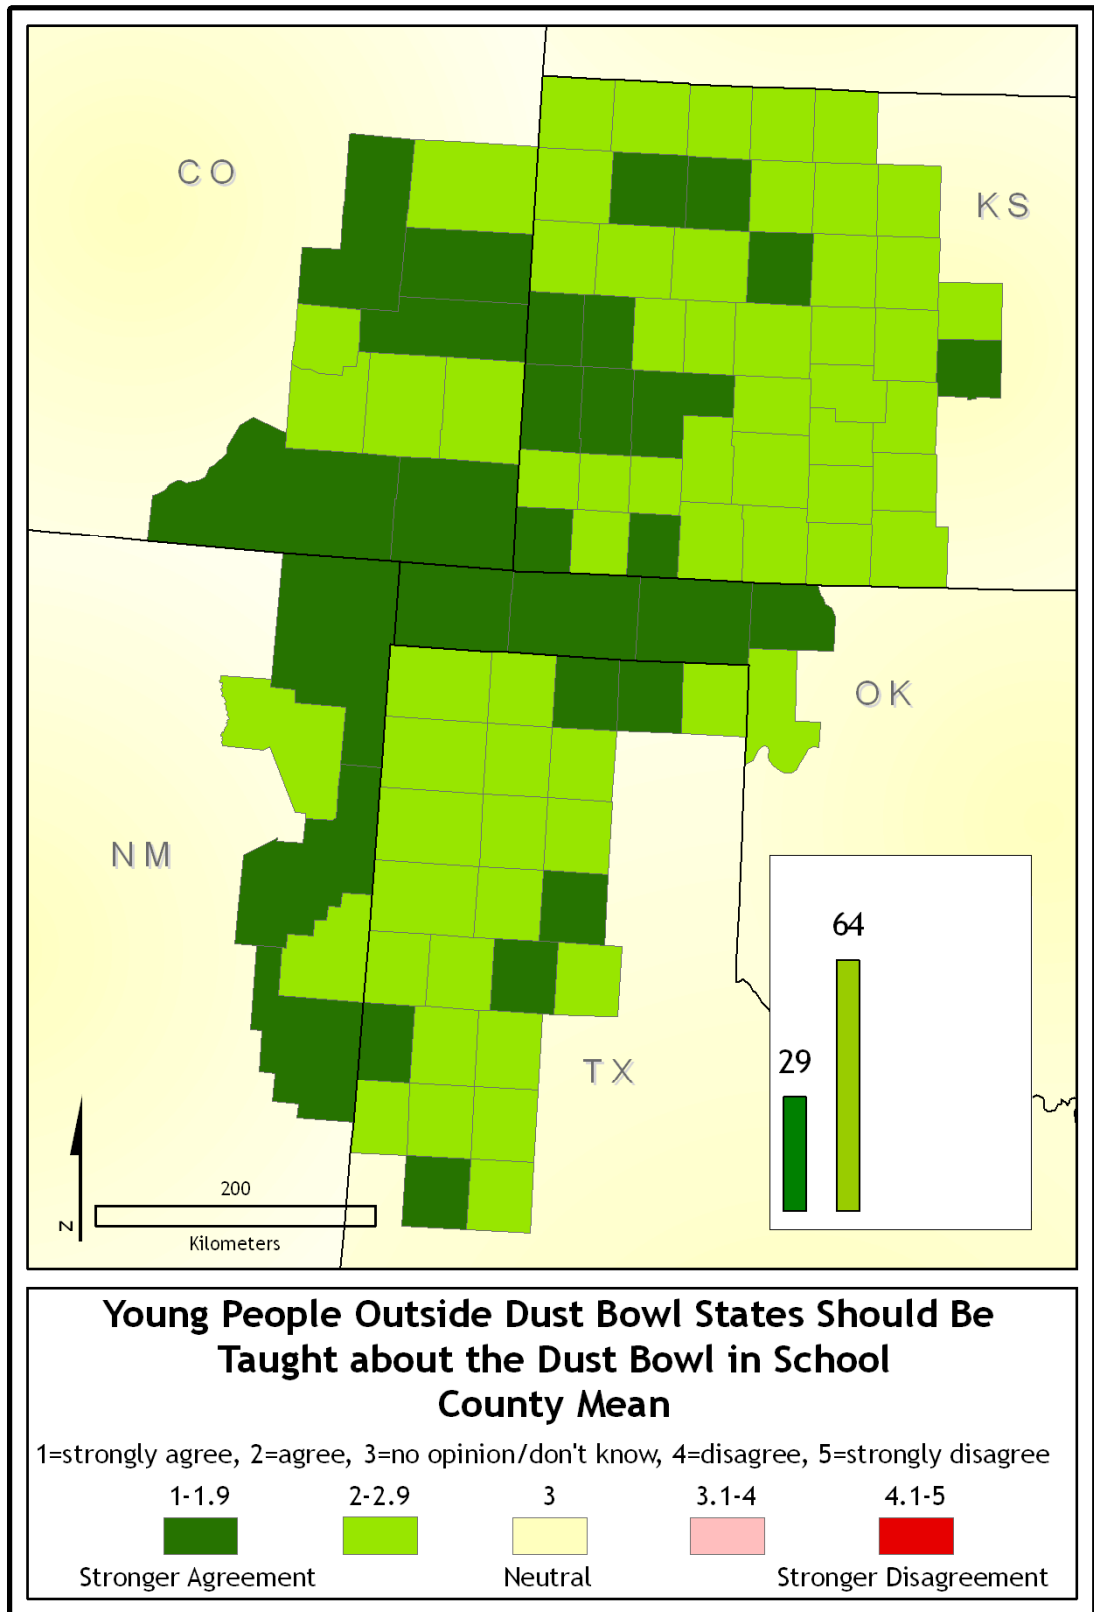 CO
KS
OK
NM
TX
64
29
200
Kilometers
N
Young People Outside Dust Bowl States Should Be
Taught about the Dust Bowl in School
County Mean
1=strongly agree, 2=agree, 3=no opinion/don't know, 4=disagree, 5=strongly disagree
1-1.9 2-2.9 3 3.1-4 4.1-5
Stronger Agreement Neutral Stronger Disagreement